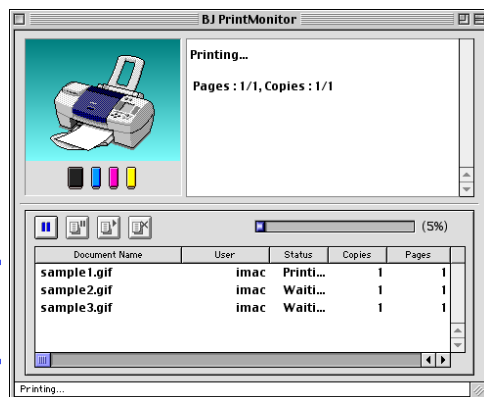 BJ PrintMonitor
Printing...
Pages : 1/1, Copies : 1/1
(5%)
Document Name User Status Copies Pages
sample1.gif imac Printi... 1 1
sample2.gif imac Waiti... 1 1
sample3.gif imac Waiti... 1 1
Printing...